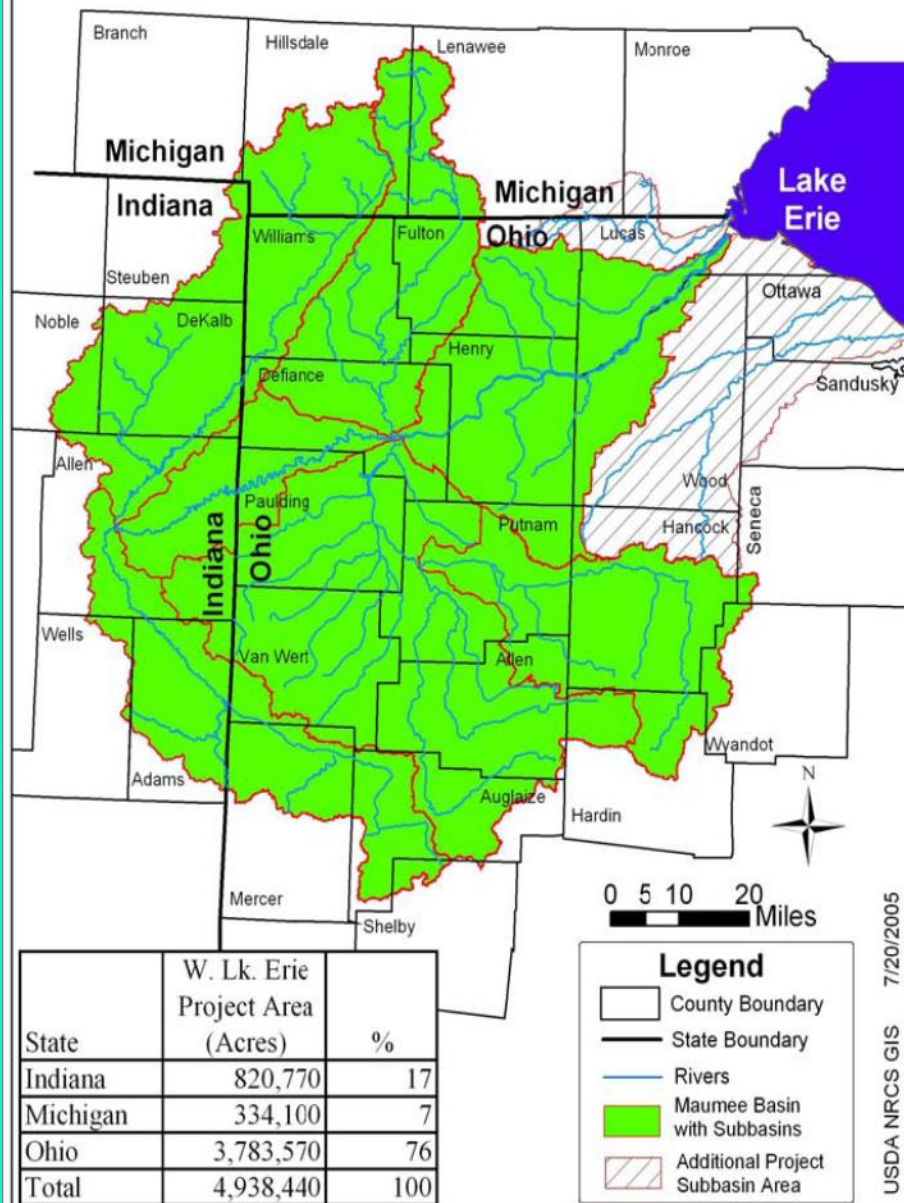 Branch
Hillsdale
Lenawee
Monroe
Michigan
Michigan
Lake
Erie
Indiana
Williams
Fulton
Ohio
Lucas
Steuben
Ottawa
Noble
DeKalb
Henry
Defiance
Sandusky
Allen
Wood
Paulding
Putnam
Hancock
Seneca
Indiana
Ohio
Wells
Van Wert
Allen
Wyandot
Adams
Auglaize
N
Hardin
Mercer
Shelby
0 5 10 20
Miles
W. Lk. Erie
Project Area
State (Acres) %
Indiana 820,770 17
Michigan 334,100 7
Ohio 3,783,570 76
Total 4,938,440 100
Legend
County Boundary
State Boundary
Rivers
Maumee Basin
with Subbasins
Additional Project
Subbasin Area
USDA NRCS GIS 7/20/2005